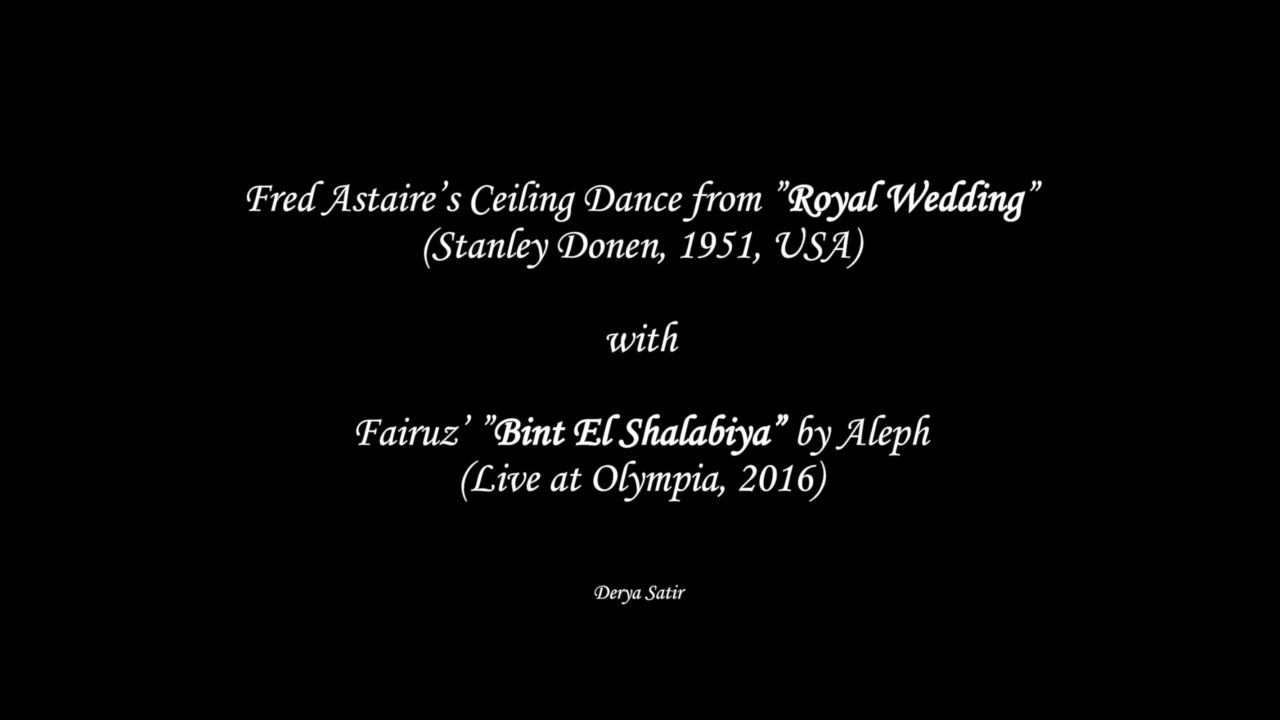 Fred Astaire’s Ceiling Dance from ”Royal Wedding”
(Stanley Donen, 1951, USA)
with
Fairuz’ ”Bint El Shalabiya” by Aleph
(Live at Olympia, 2016)
Derya Satir